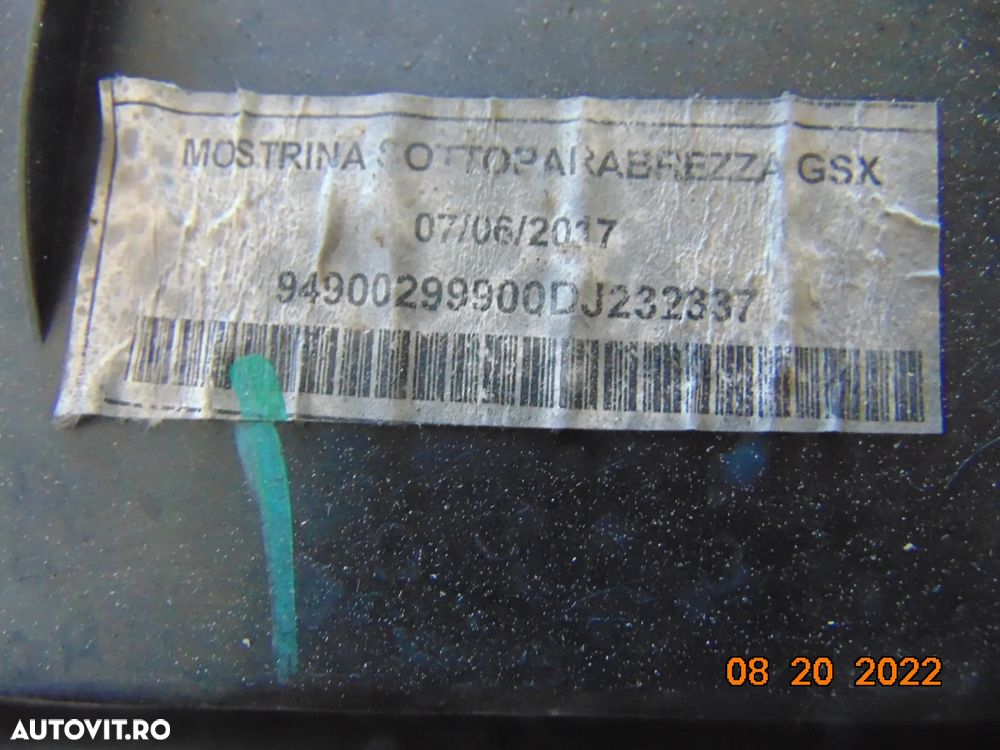 MOSTRINA SOTTOPARABREZZA GSX
07/06/2017
94900299900DJ232337
08 20 2022
AUTOVIT.RO